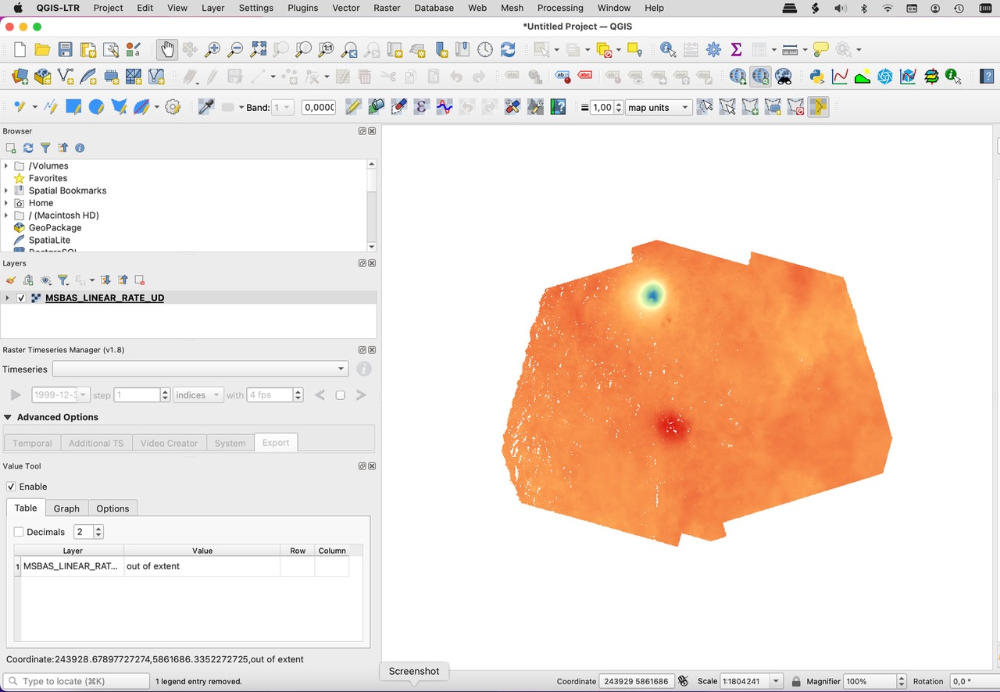 QGIS-LTR Project Edit View Layer Settings Plugins Vector Raster Database Web Mesh Processing Window Help
*Untitled Project — QGIS
1:1
abc abc abc
Band: 1 0,0000 1,00 map units
Browser
/Volumes
Favorites
Spatial Bookmarks
Home
/ (Macintosh HD)
GeoPackage
SpatiaLite
PostgreSQL
Layers
MSBAS_LINEAR_RATE_UD
Raster Timeseries Manager (v1.8)
Timeseries
1999-12-3 step 1 indices with 4 fps
Advanced Options
Temporal Additional TS Video Creator System Export
Value Tool
Enable
Table Graph Options
Decimals 2
Layer Value Row Column
1 MSBAS_LINEAR_RAT... out of extent
Coordinate:243928.67897727274,5861686.3352272725,out of extent
Screenshot
Type to locate (⌘K) 1 legend entry removed. Coordinate 243929 5861686 Scale 1:1804241 Magnifier 100% Rotation 0,0 °